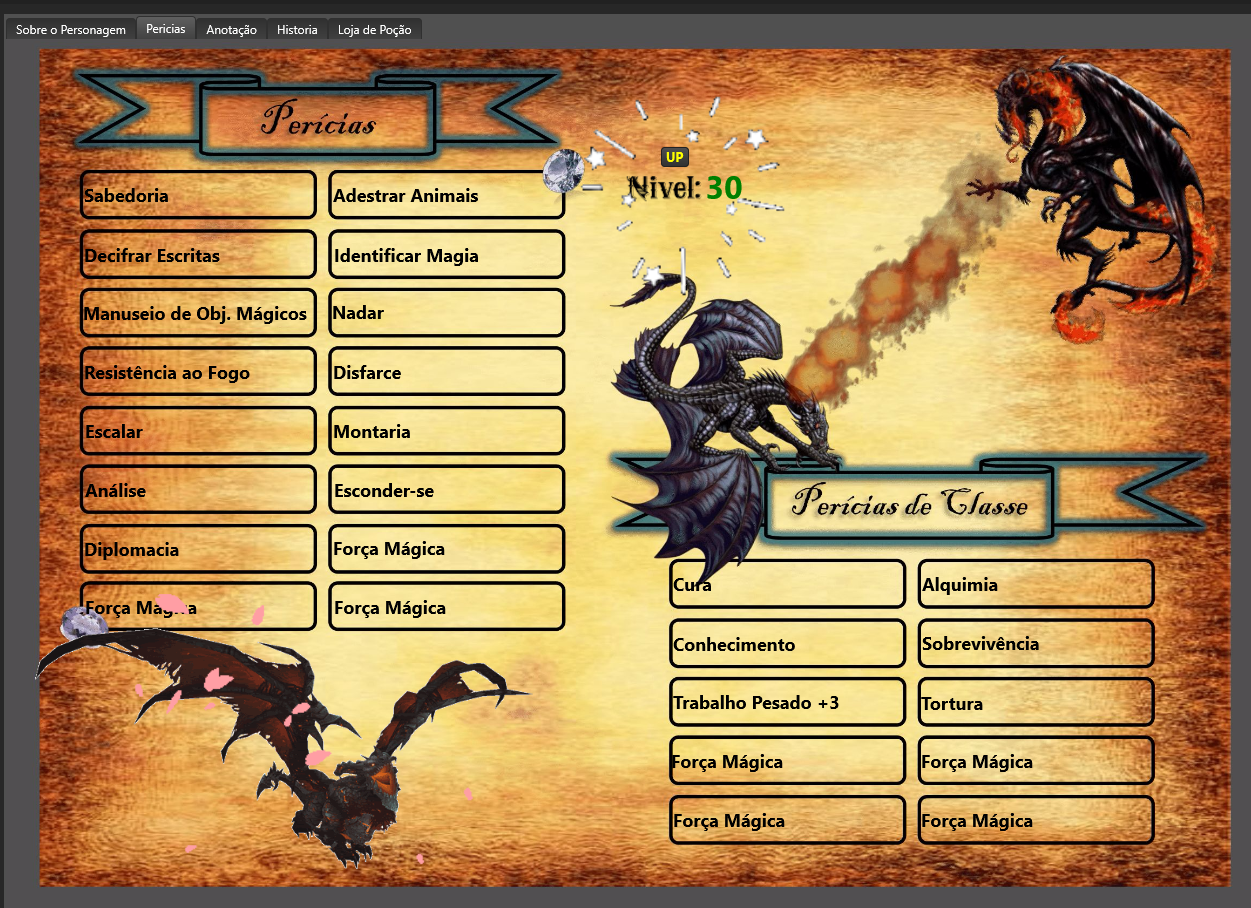 Sobre o Personagem
Pericias
Anotação
Historia
Loja de Poção
Perícias
UP
Nivel: 30
Sabedoria
Adestrar Animais
Decifrar Escritas
Identificar Magia
Manuseio de Obj. Mágicos
Nadar
Resistência ao Fogo
Disfarce
Escalar
Montaria
Análise
Esconder-se
Diplomacia
Força Mágica
Força Mágica
Força Mágica
Perícias de Classe
Cura
Alquimia
Conhecimento
Sobrevivência
Trabalho Pesado +3
Tortura
Força Mágica
Força Mágica
Força Mágica
Força Mágica